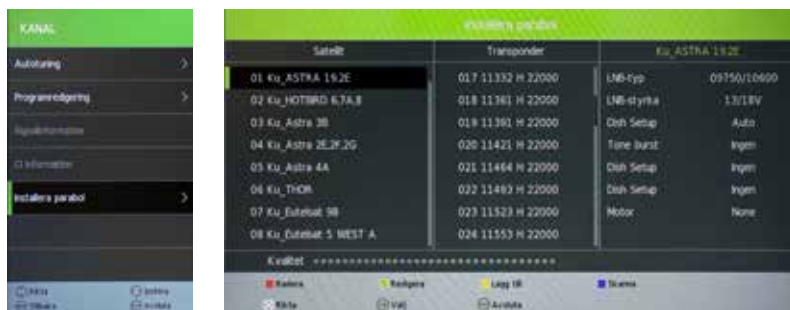 KANAL
Autotuning
Programredigering
Signalinformation
CI Information
Installera parabol
Rikta
Ändra
Tillbaka
Avsluta
Installera parabol
Satellit
Transponder
Ku_ASTRA 19.2E
01 Ku_ASTRA 19.2E
017 11332 H 22000
LNB-typ
09750/10600
02 Ku_HOTBIRD 6,7A,8
018 11361 H 22000
LNB-styrka
13/18V
03 Ku_Astra 3B
019 11391 H 22000
Dish Setup
Auto
04 Ku_Astra 2E,2F,2G
020 11421 H 22000
Tone burst
Ingen
05 Ku_Astra 4A
021 11464 H 22000
Dish Setup
Ingen
06 Ku_THOR
022 11493 H 22000
Dish Setup
Ingen
07 Ku_Eutelsat 9B
023 11523 H 22000
Motor
None
08 Ku_Eutelsat 5 WEST A
024 11553 H 22000
Kvalitet
Radera
Redigera
Lägg till
Skanna
Rikta
Välj
Avsluta